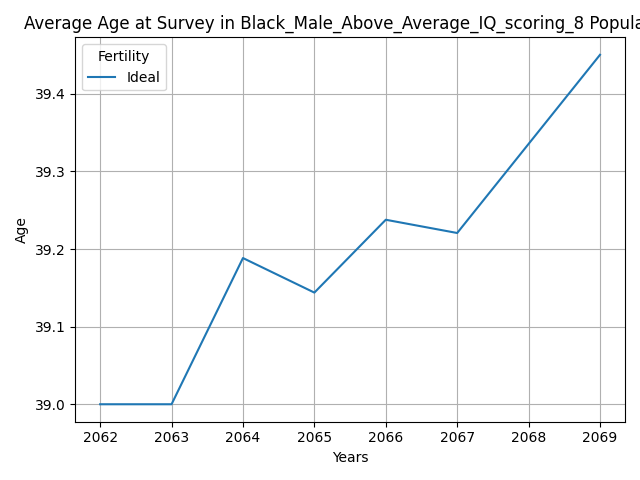 Average Age at Survey in Black_Male_Above_Average_IQ_scoring_8 Popula
Fertility
Ideal
39.4
39.3
39.2
39.1
39.0
Age
2062 2063 2064 2065 2066 2067 2068 2069
Years